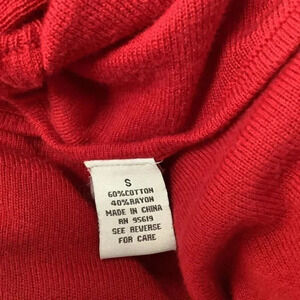 S
60%COTTON
40%RAYON
MADE IN CHINA
RN 95619
SEE REVERSE
FOR CARE